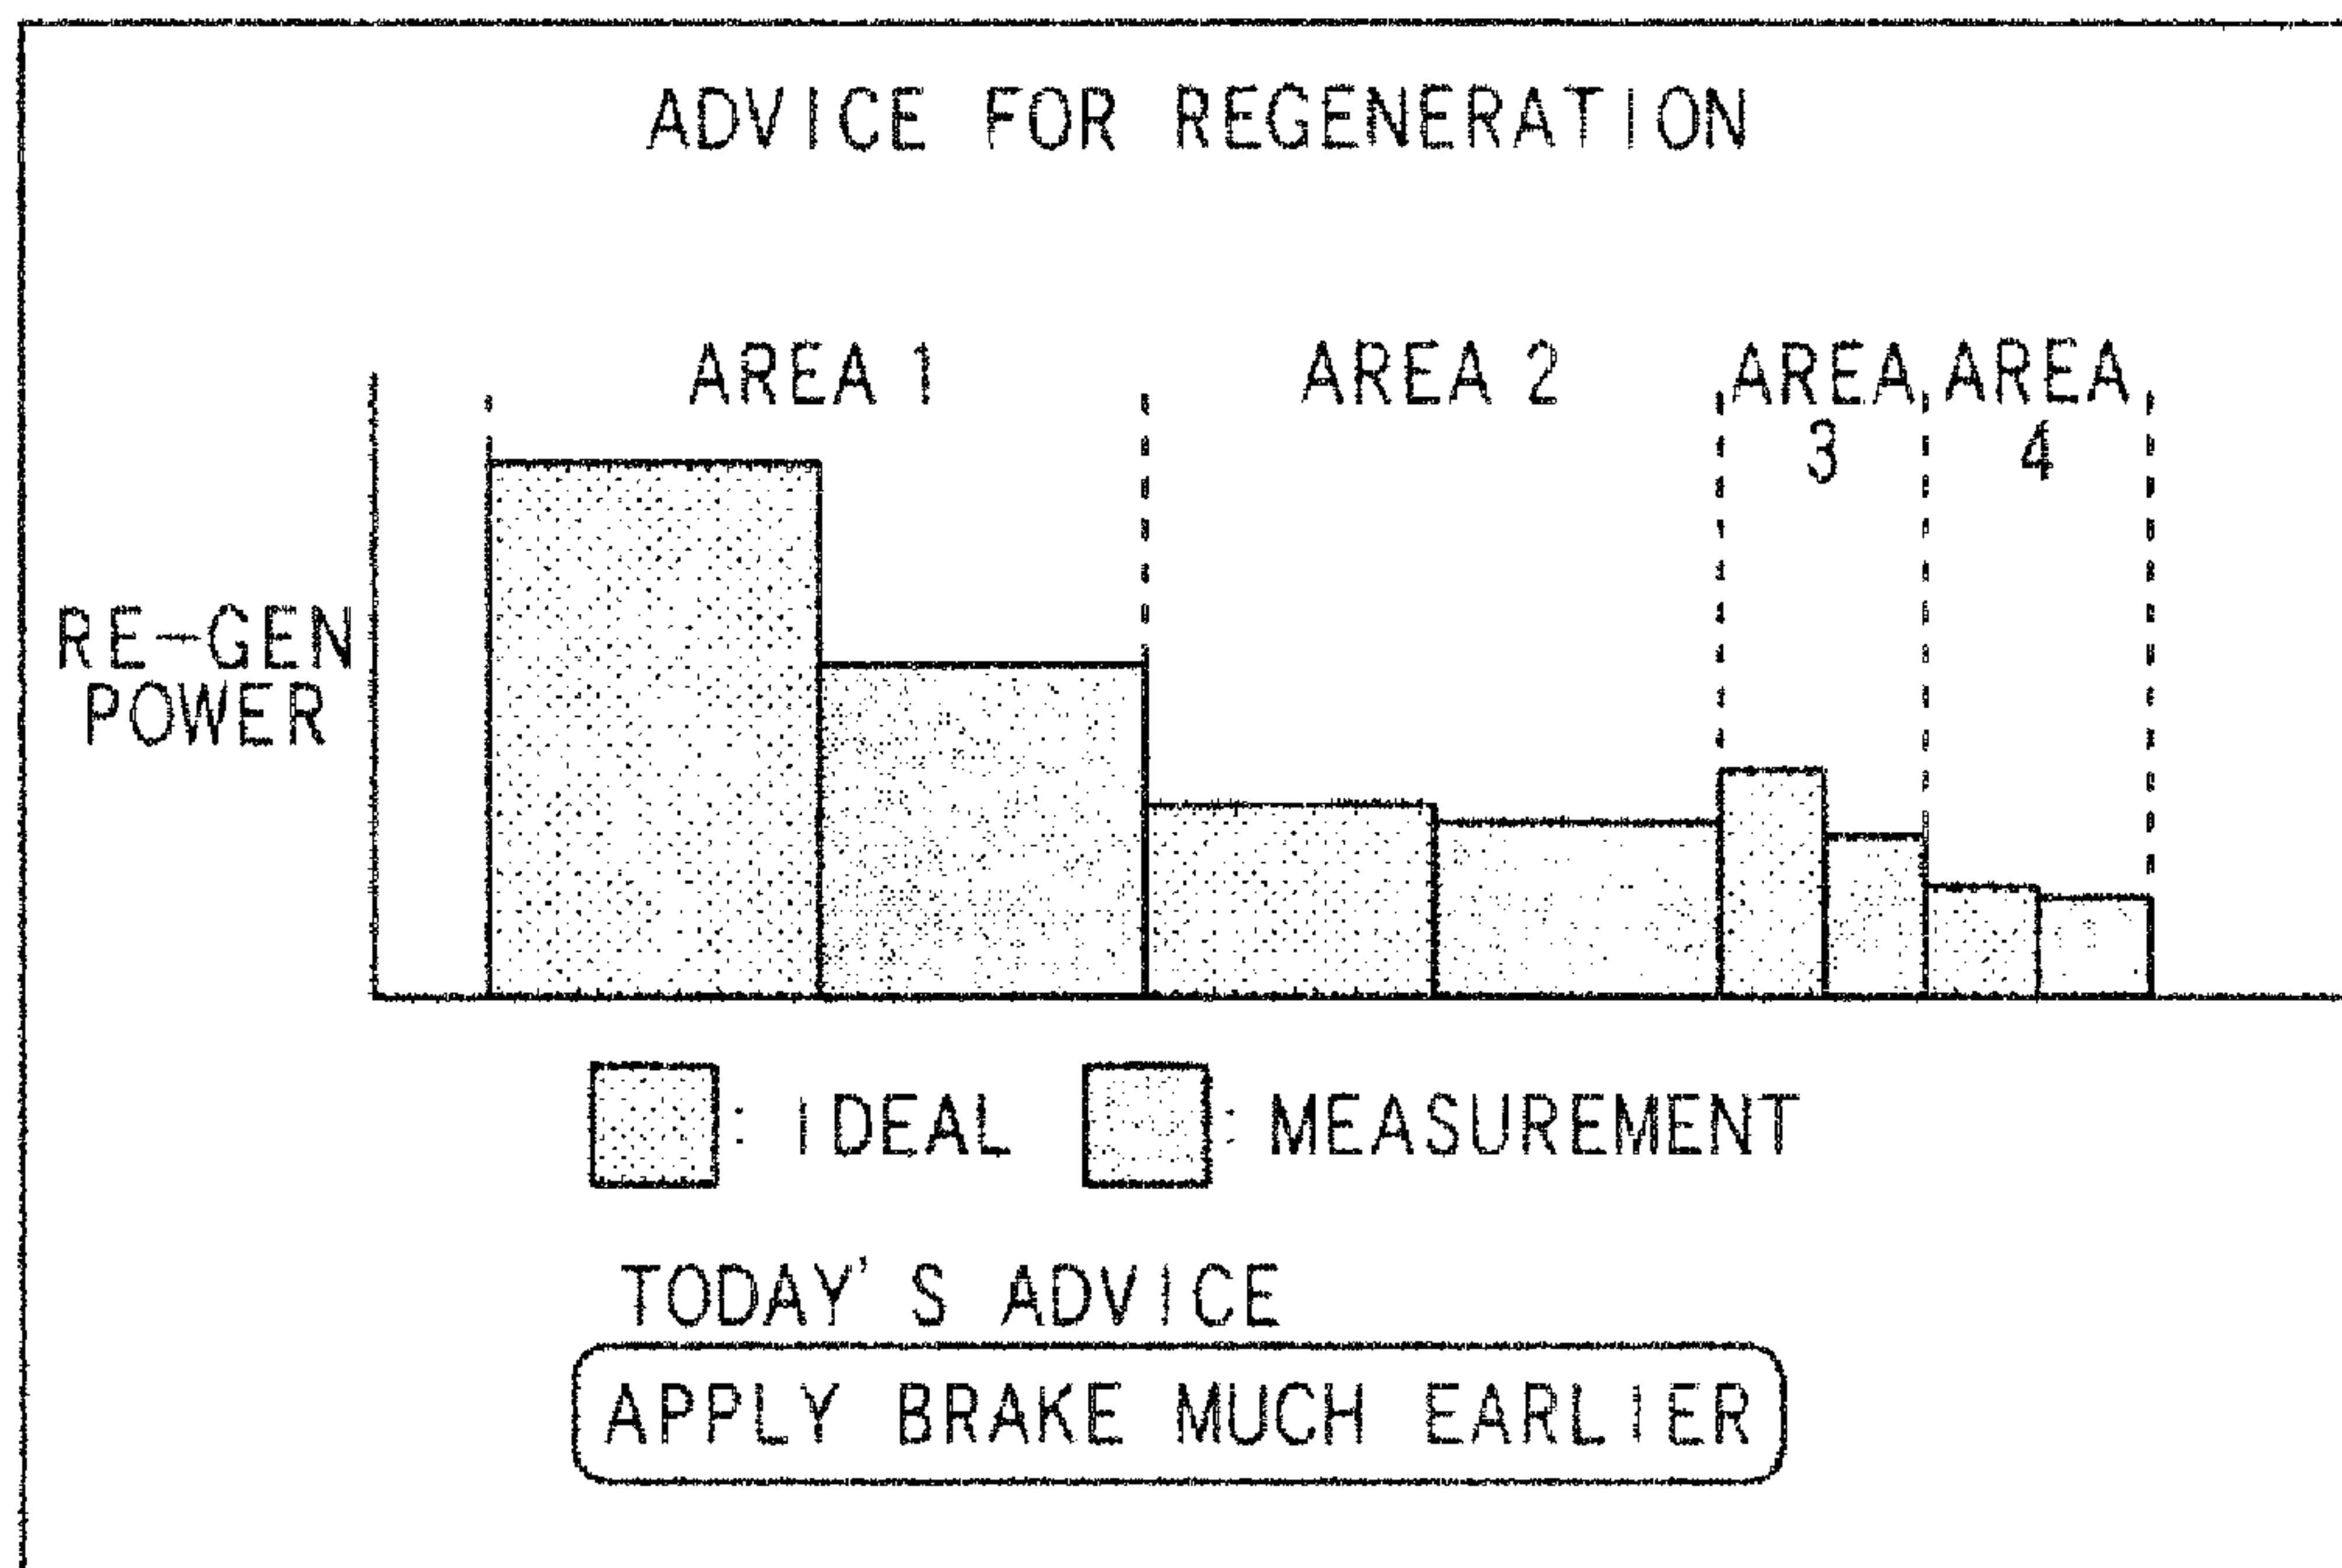 ADVICE FOR REGENERATION
AREA 1
AREA 2
AREA 3
AREA 4
RE-GEN
POWER
: IDEAL
: MEASUREMENT
TODAY'S ADVICE
APPLY BRAKE MUCH EARLIER